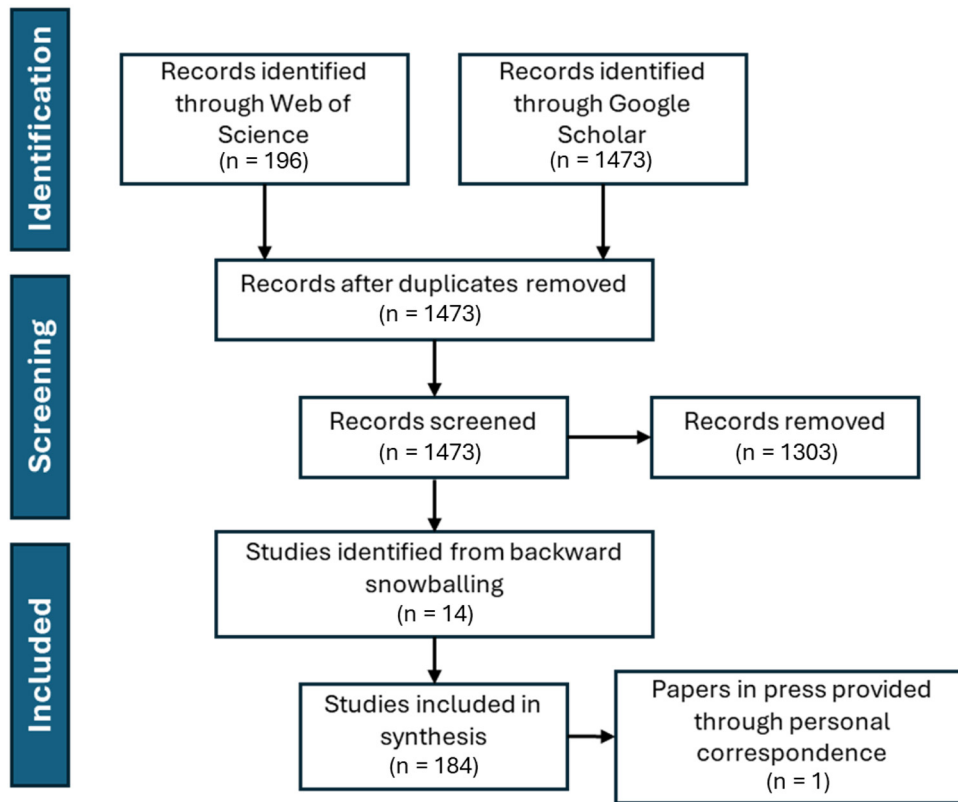 Identification
Records identified
through Web of
Science
(n = 196)
Records identified
through Google
Scholar
(n = 1473)
Screening
Records after duplicates removed
(n = 1473)
Records screened
(n = 1473)
Records removed
(n = 1303)
Included
Studies identified from backward
snowballing
(n = 14)
Studies included in
synthesis
(n = 184)
Papers in press provided
through personal
correspondence
(n = 1)